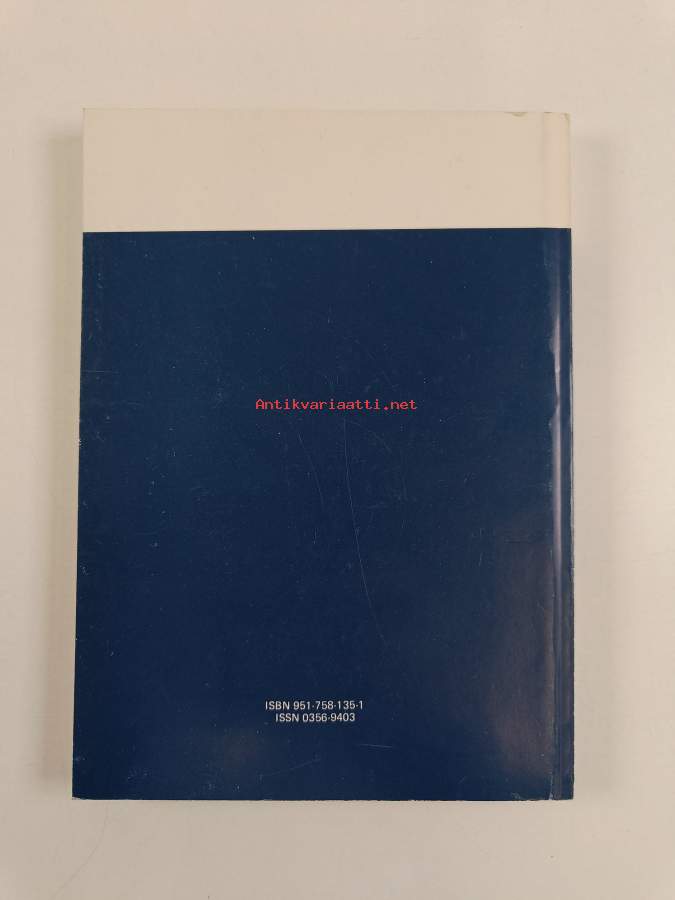 Antikvariaatti.net
ISBN 951-758-135-1
ISSN 0356-9403